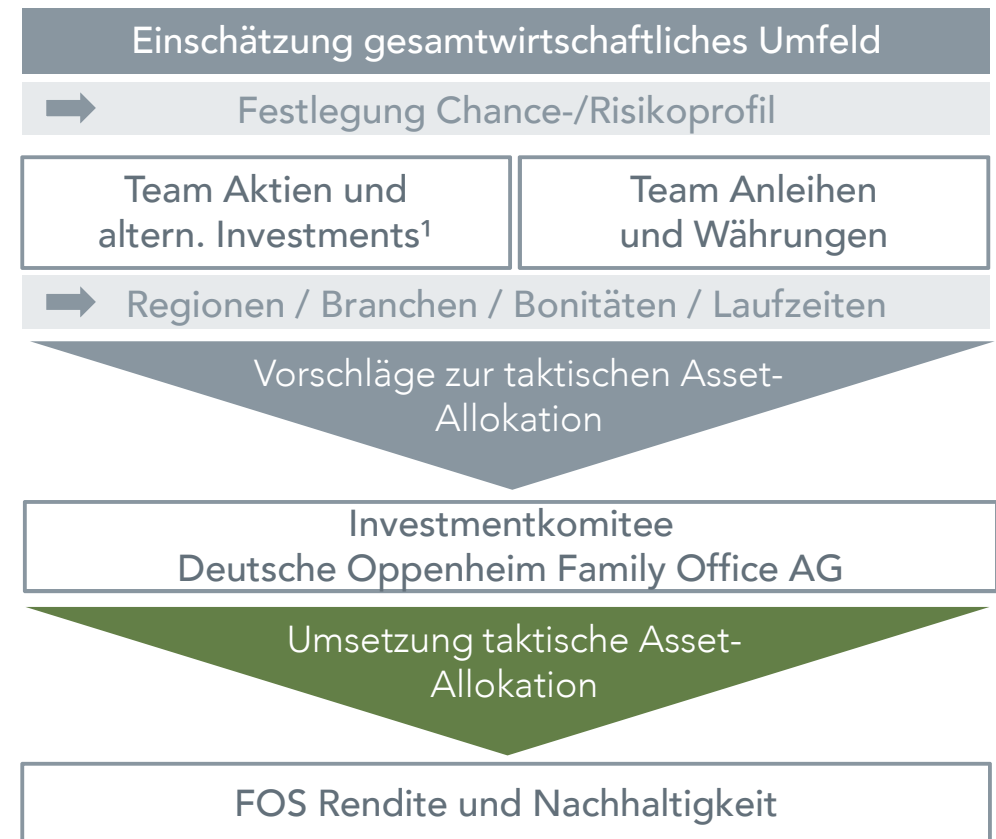 Einschätzung gesamtwirtschaftliches Umfeld
Festlegung Chance-/Risikoprofil
Team Aktien und
altern. Investments¹
Team Anleihen
und Währungen
Regionen / Branchen / Bonitäten / Laufzeiten
Vorschläge zur taktischen Asset-
Allokation
Investmentkomitee
Deutsche Oppenheim Family Office AG
Umsetzung taktische Asset-
Allokation
FOS Rendite und Nachhaltigkeit